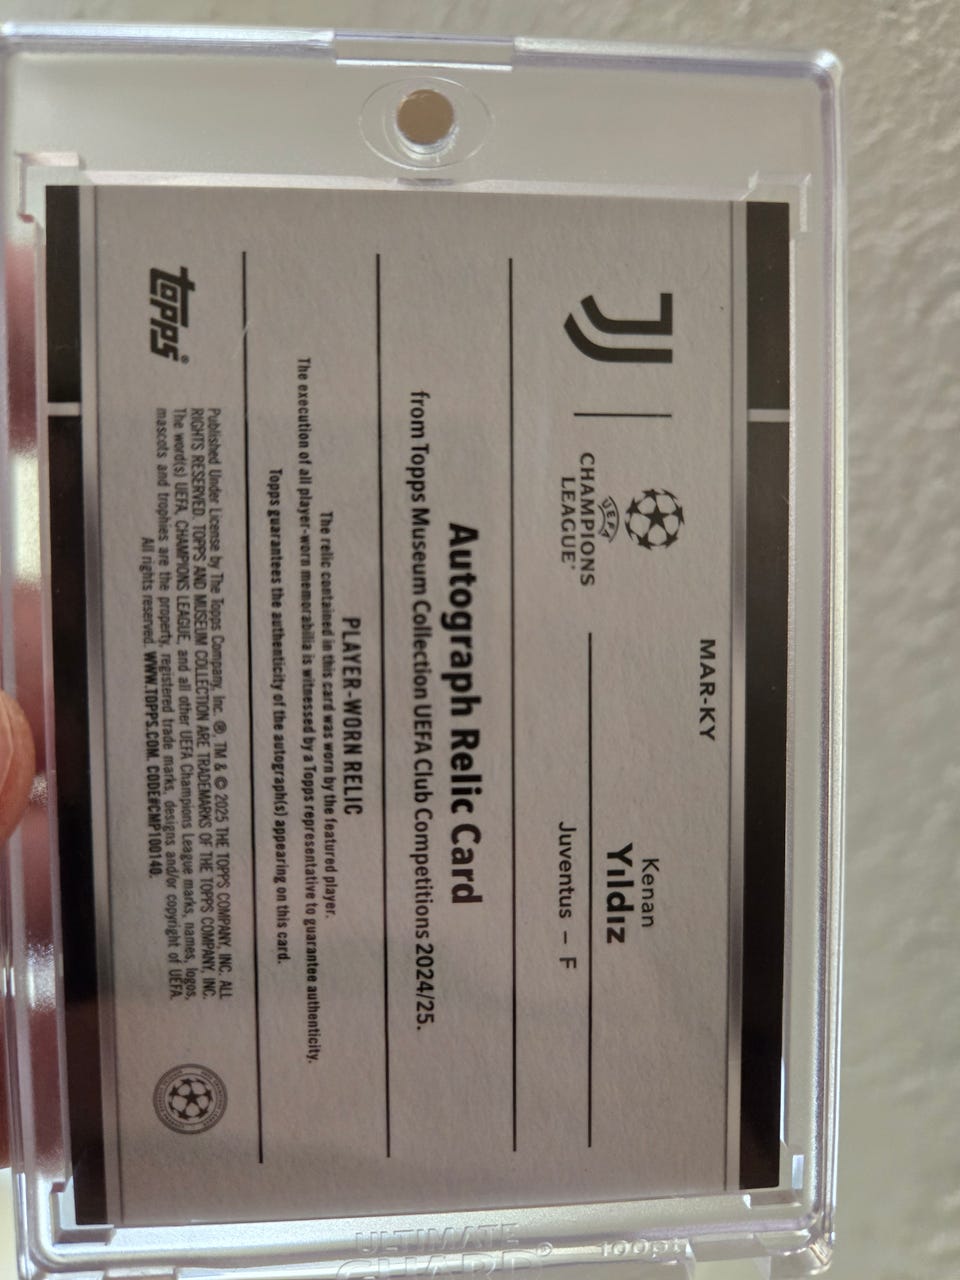 MAR-KY
CHAMPIONS
LEAGUE®
UEFA
Kenan
Yıldız
Juventus – F
Autograph Relic Card
from Topps Museum Collection UEFA Club Competitions 2024/25.
PLAYER-WORN RELIC
The relic contained in this card was worn by the featured player.
The execution of all player-worn memorabilia is witnessed by a Topps representative to guarantee authenticity.
Topps guarantees the authenticity of the autograph(s) appearing on this card.
topps®
Published Under License by The Topps Company, Inc. ®, TM & © 2025 THE TOPPS COMPANY, INC. ALL
RIGHTS RESERVED. TOPPS AND MUSEUM COLLECTION ARE TRADEMARKS OF THE TOPPS COMPANY, INC.
The word(s) UEFA, CHAMPIONS LEAGUE, and all other UEFA Champions League marks, names, logos,
mascots and trophies are the property, registered trade marks, designs and/or copyright of UEFA.
All rights reserved. WWW.TOPPS.COM. CODE#CMP100140.
ULTIMATE
GUARD®
100pt